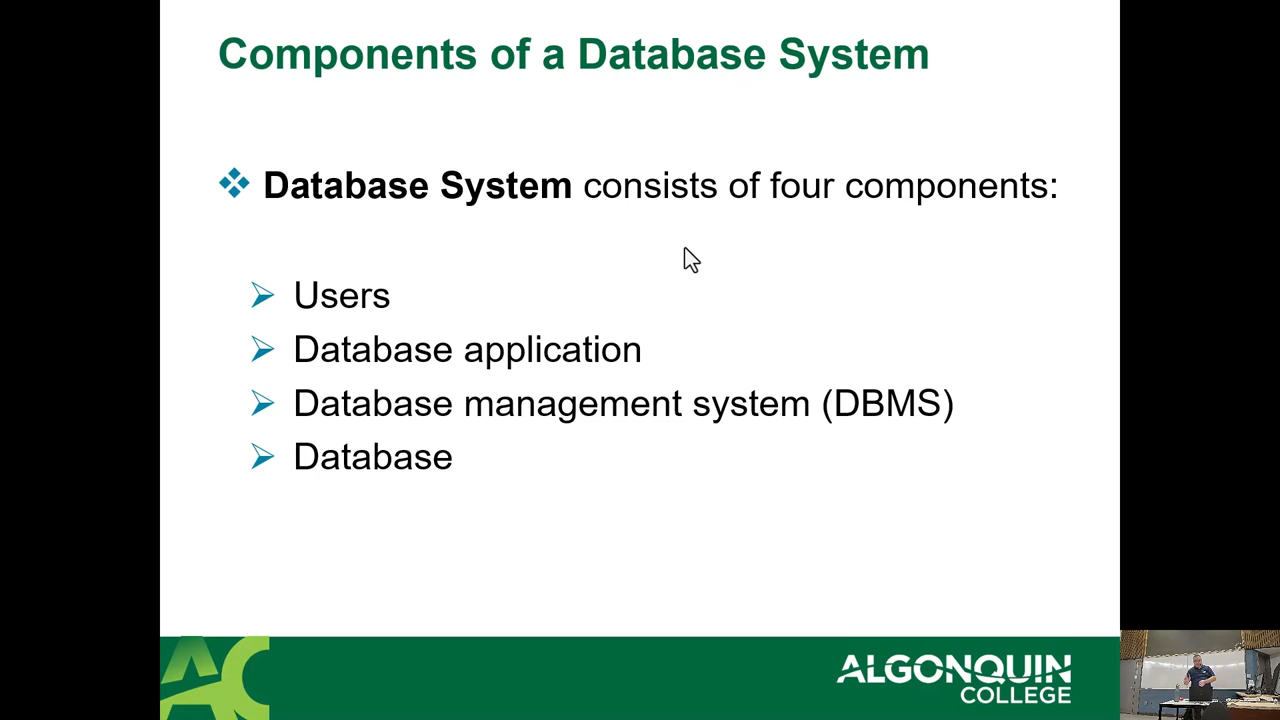 Components of a Database System
Database System consists of four components:
Users
Database application
Database management system (DBMS)
Database
AC
ALGONQUIN
COLLEGE